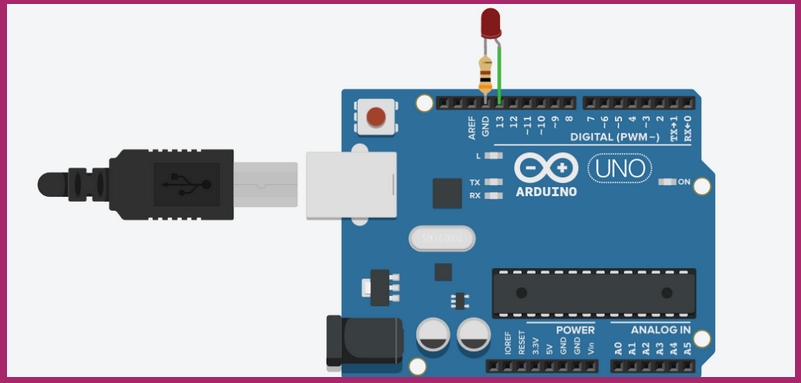 AREF
GND
13
12
~11
~10
~9
8
7
~6
~5
4
~3
2
TX→1
RX←0
DIGITAL (PWM~)
L
TX
RX
ARDUINO
UNO
ON
POWER
ANALOG IN
IOREF
RESET
3.3V
5V
GND
GND
Vin
A0
A1
A2
A3
A4
A5